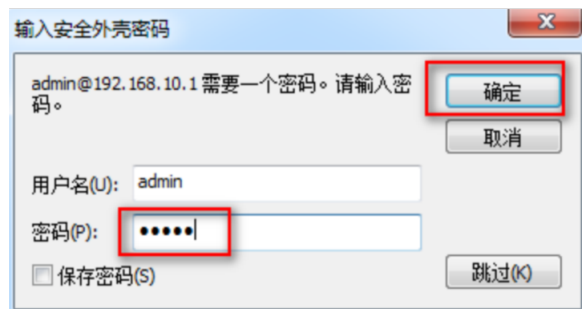 输入安全外壳密码
admin@192.168.10.1 需要一个密码。请输入密
码。
确定
取消
用户名(U): admin
密码(P): •••••
保存密码(S)
跳过(K)